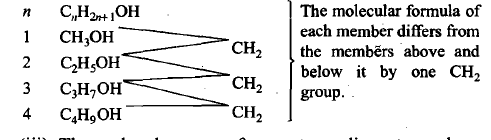 n CₙH₂ₙ₊₁OH
1 CH₃OH
CH₂
2 C₂H₅OH
CH₂
3 C₃H₇OH
CH₂
4 C₄H₉OH
The molecular formula of
each member differs from
the members above and
below it by one CH₂
group.